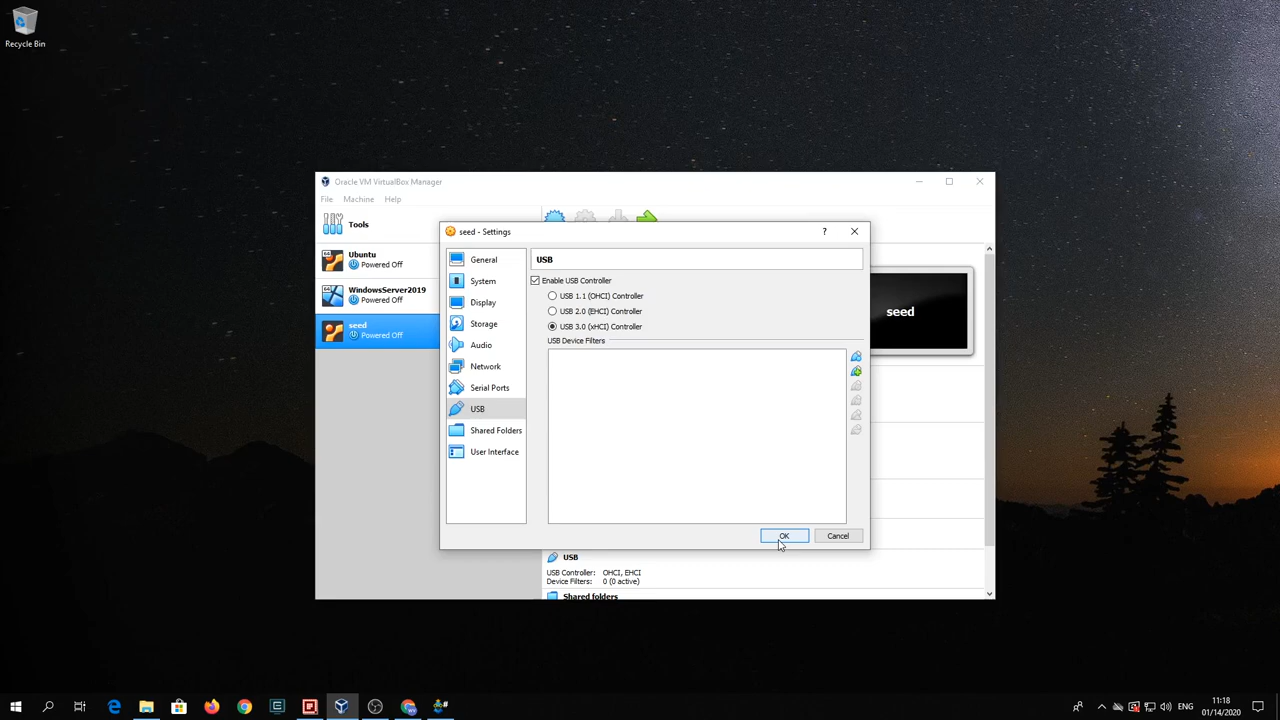 Recycle Bin
Oracle VM VirtualBox Manager
File Machine Help
Tools
Ubuntu
Powered Off
WindowsServer2019
Powered Off
seed
Powered Off
seed - Settings
?
General
System
Display
Storage
Audio
Network
Serial Ports
USB
Shared Folders
User Interface
USB
Enable USB Controller
USB 1.1 (OHCI) Controller
USB 2.0 (EHCI) Controller
USB 3.0 (xHCI) Controller
USB Device Filters
OK Cancel
seed
USB
USB Controller: OHCI, EHCI
Device Filters: 0 (0 active)
Shared folders
ENG
11:18
01/14/2020